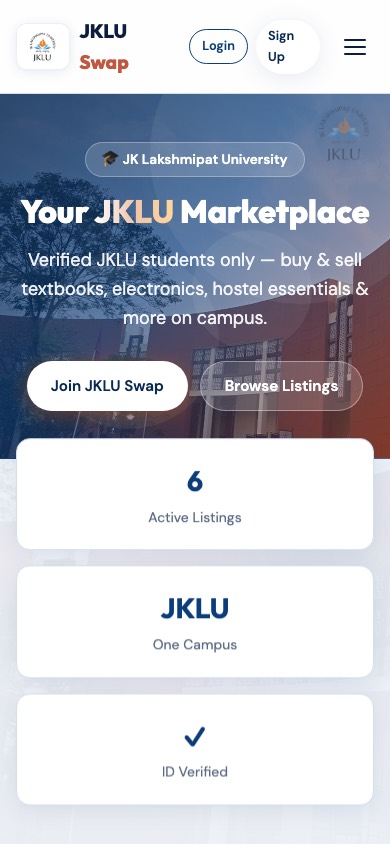 JKLU
JKLU
Swap
Login
Sign
Up
JKLU
🎓 JK Lakshmipat University
Your JKLU Marketplace
Verified JKLU students only — buy & sell
textbooks, electronics, hostel essentials &
more on campus.
Join JKLU Swap
Browse Listings
6
Active Listings
JKLU
One Campus
✓
ID Verified